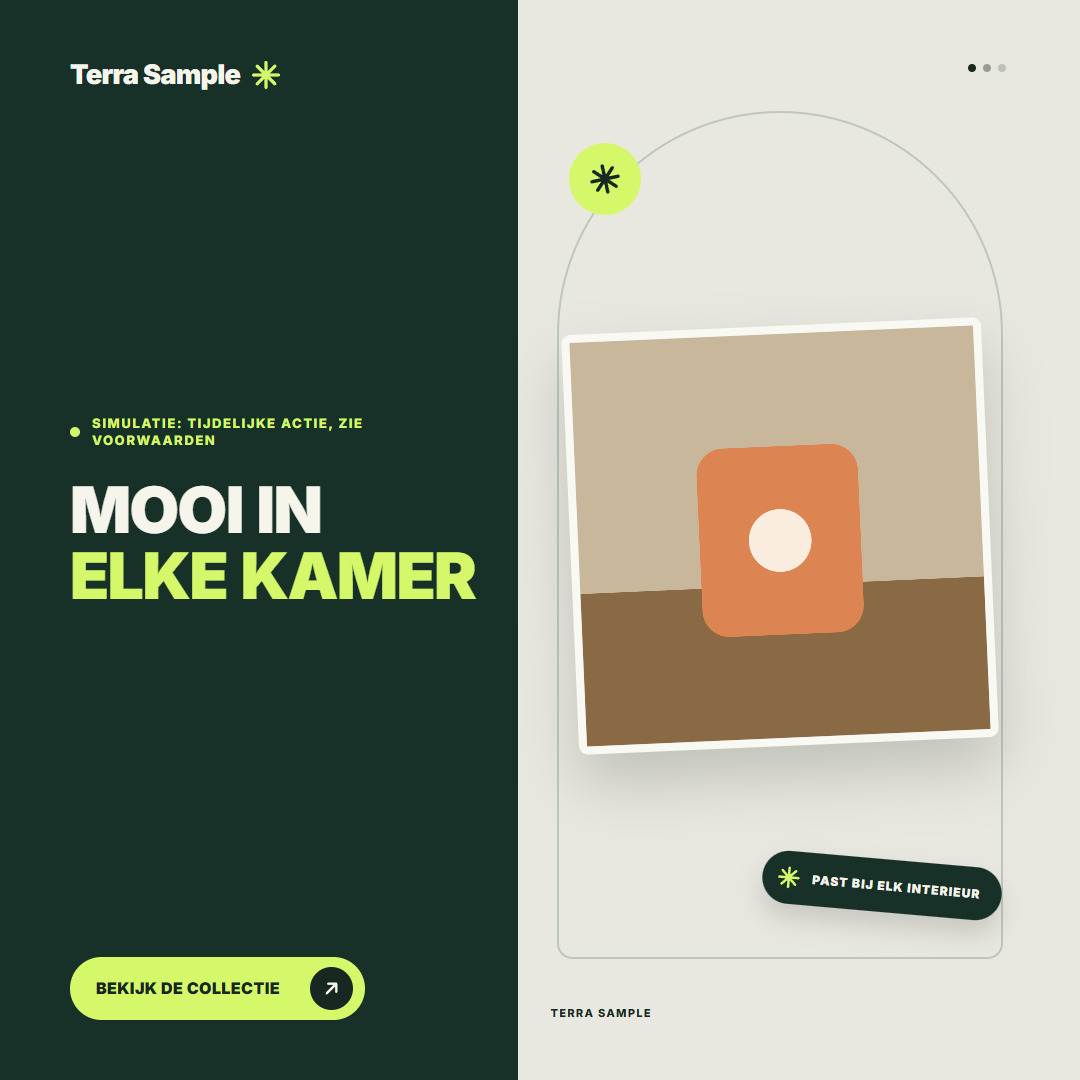 Terra Sample
SIMULATIE: TIJDELIJKE ACTIE, ZIE
VOORWAARDEN
MOOI IN
ELKE KAMER
BEKIJK DE COLLECTIE
PAST BIJ ELK INTERIEUR
TERRA SAMPLE